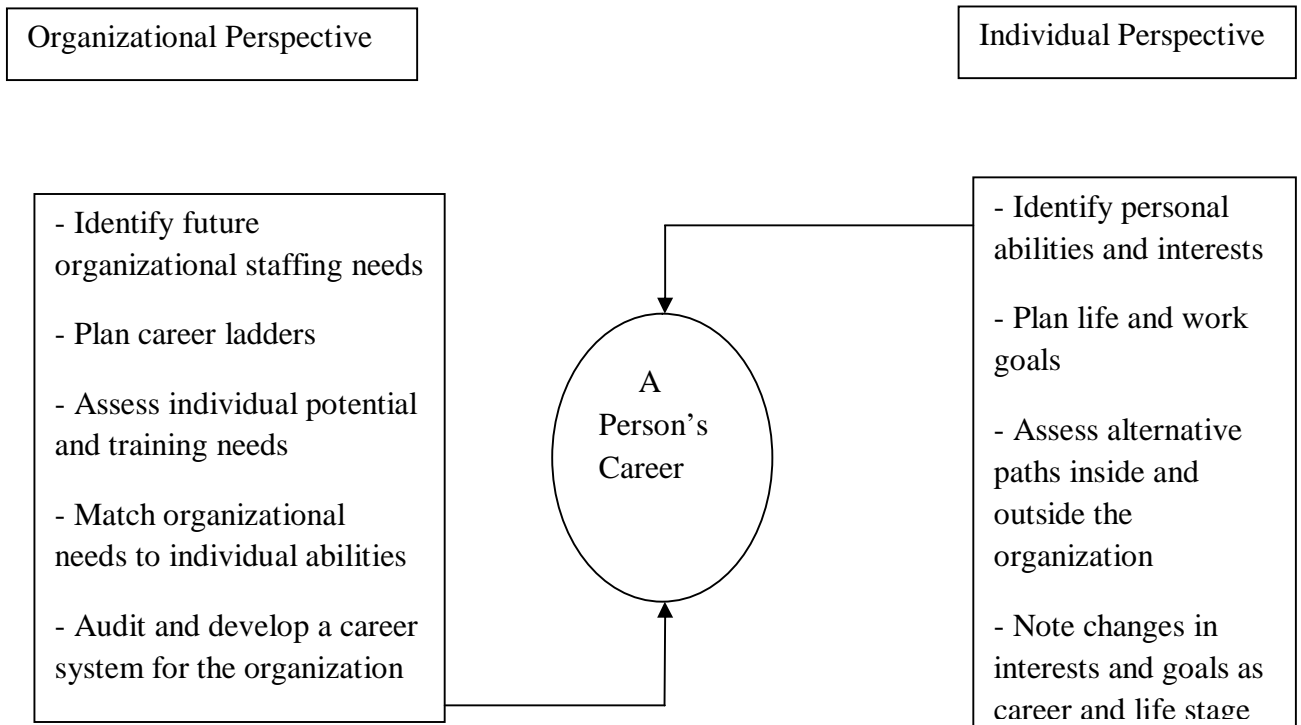 Organizational Perspective
Individual Perspective
- Identify future
organizational staffing needs
- Plan career ladders
- Assess individual potential
and training needs
- Match organizational
needs to individual abilities
- Audit and develop a career
system for the organization
A
Person’s
Career
- Identify personal
abilities and interests
- Plan life and work
goals
- Assess alternative
paths inside and
outside the
organization
- Note changes in
interests and goals as
career and life stage